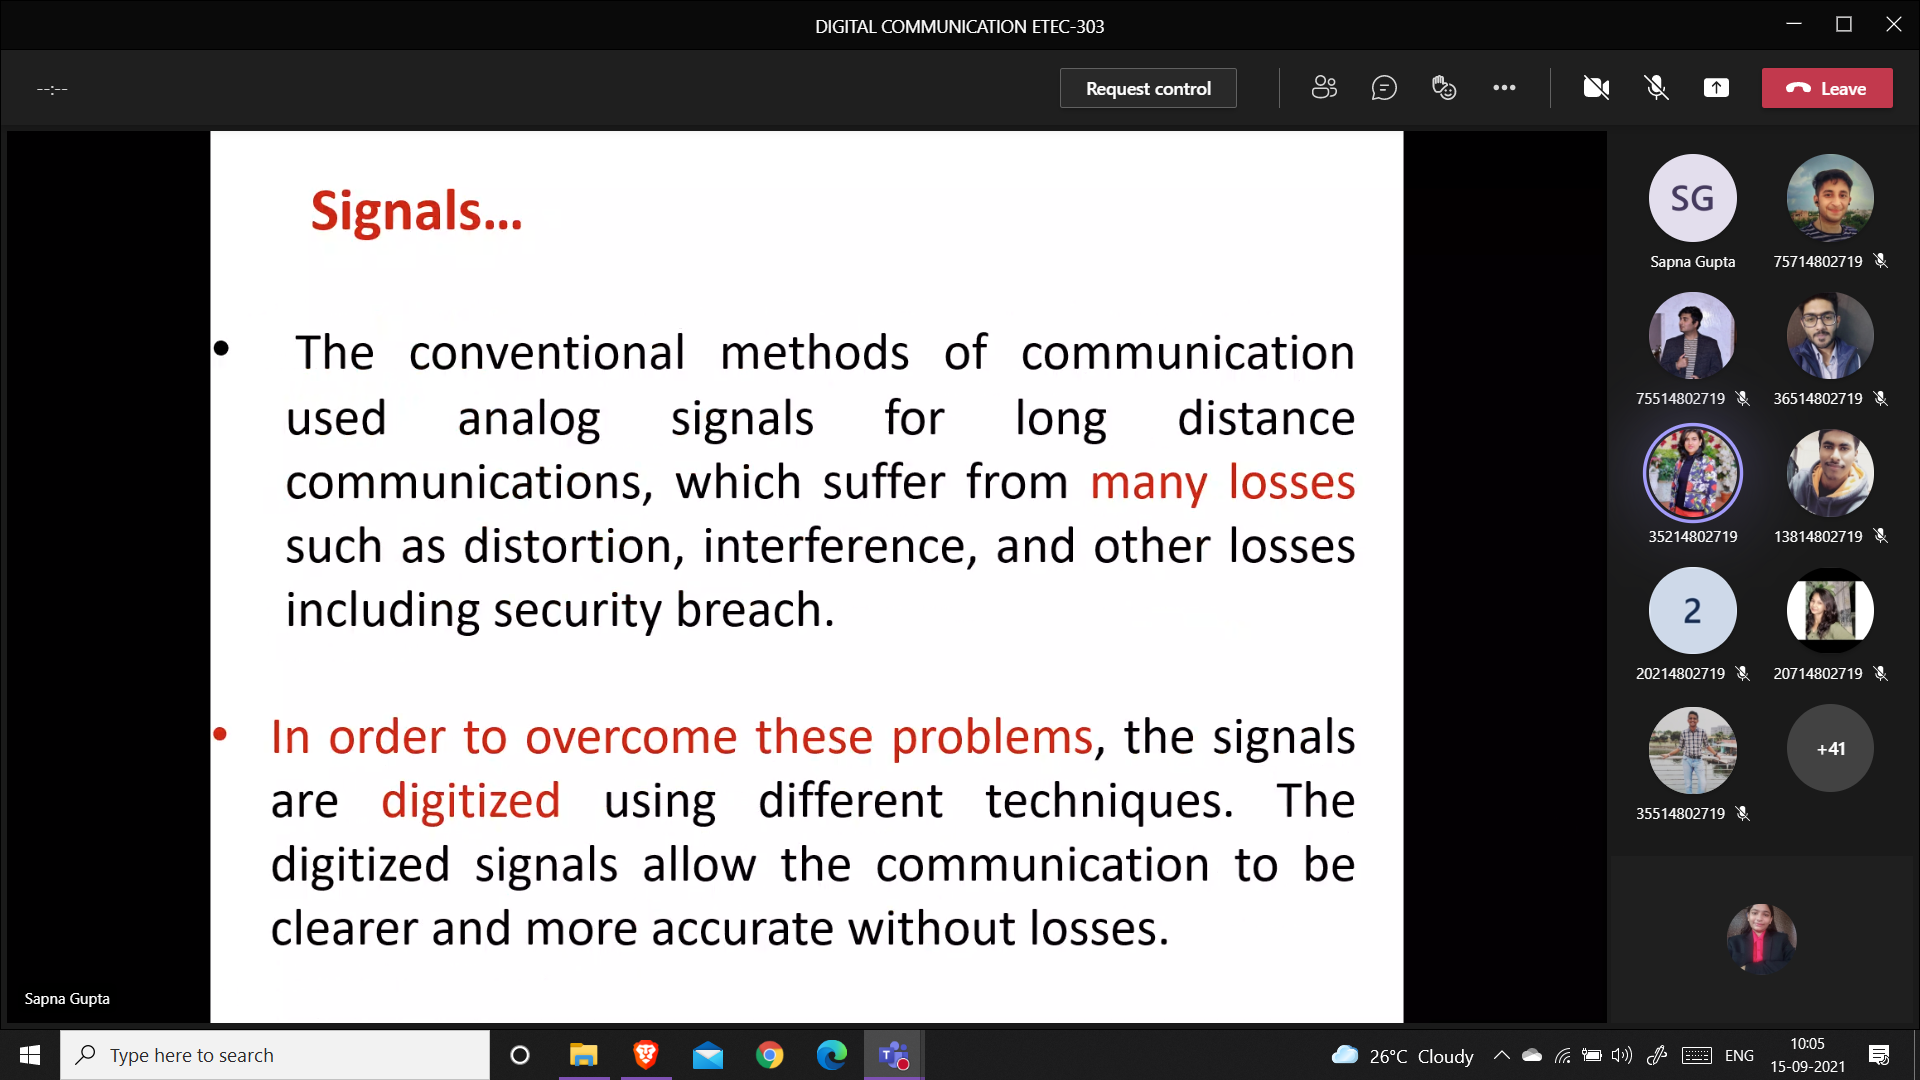 DIGITAL COMMUNICATION ETEC-303
--:--
Request control
Leave
Signals...
• The conventional methods of communication
used analog signals for long distance
communications, which suffer from many losses
such as distortion, interference, and other losses
including security breach.
• In order to overcome these problems, the signals
are digitized using different techniques. The
digitized signals allow the communication to be
clearer and more accurate without losses.
Sapna Gupta
SG
Sapna Gupta
75714802719
75514802719
36514802719
35214802719
13814802719
2
20214802719
20714802719
35514802719
+41
Type here to search
26°C Cloudy
ENG
10:05
15-09-2021